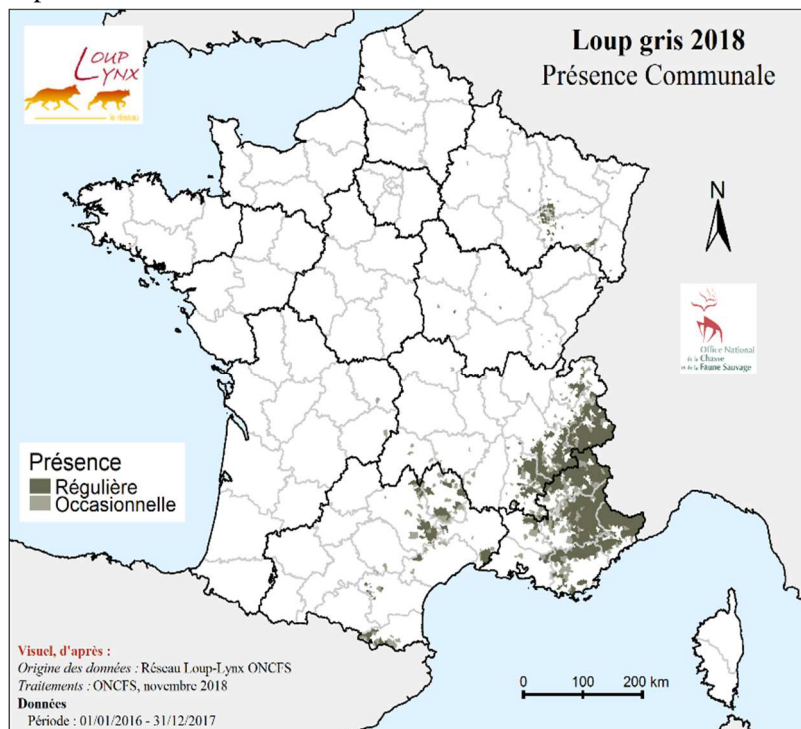 LOUP
LYNX
le réseau
Loup gris 2018
Présence Communale
N
Office National
de la Chasse
et de la Faune Sauvage
Présence
Régulière
Occasionnelle
Visuel, d'après :
Origine des données : Réseau Loup-Lynx ONCFS
Traitements : ONCFS, novembre 2018
Données
Période : 01/01/2016 - 31/12/2017
0 100 200 km